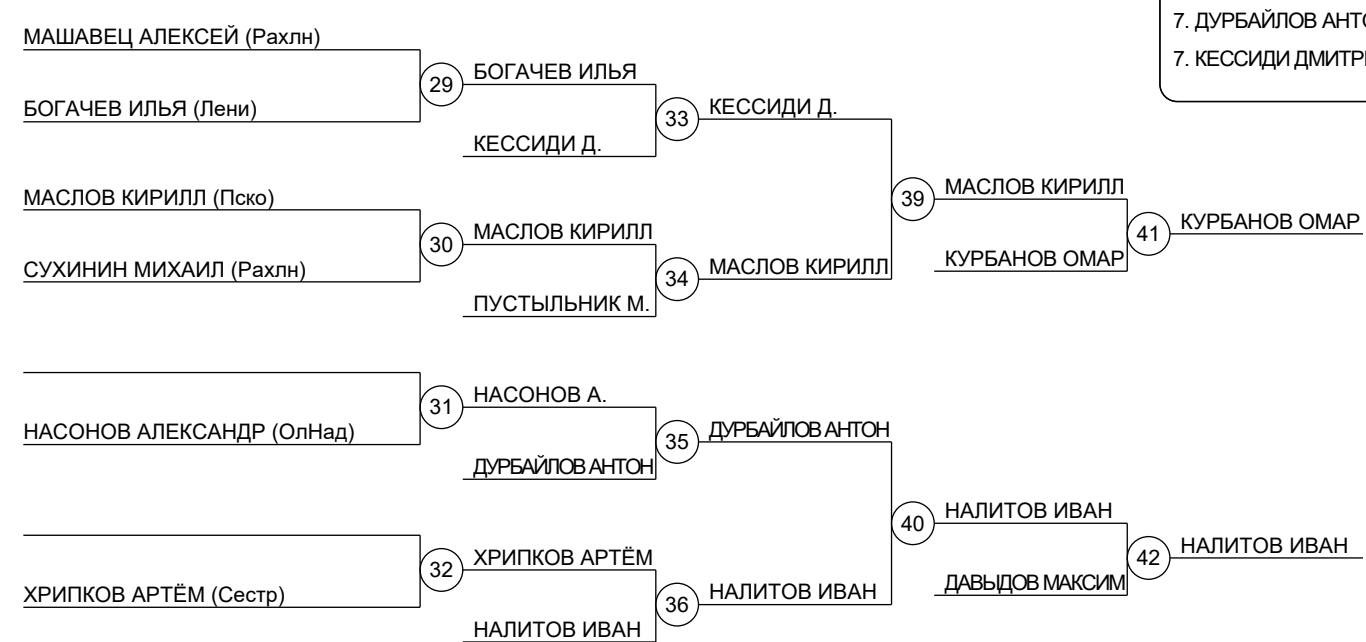 7. ДУРБАЙЛОВ
7. КЕССИДИ
МАШАВЕЦ АЛЕКСЕЙ (Рахлн)
БОГАЧЕВ ИЛЬЯ (Лени)
29
БОГАЧЕВ ИЛЬЯ
КЕССИДИ Д.
33
КЕССИДИ Д.
МАСЛОВ КИРИЛЛ (Пско)
СУХИНИН МИХАИЛ (Рахлн)
30
МАСЛОВ КИРИЛЛ
ПУСТЫЛЬНИК М.
34
МАСЛОВ КИРИЛЛ
39
МАСЛОВ КИРИЛЛ
КУРБАНОВ ОМАР
41
КУРБАНОВ ОМАР
НАСОНОВ АЛЕКСАНДР (ОлНад)
31
НАСОНОВ А.
ДУРБАЙЛОВ АНТОН
35
ДУРБАЙЛОВ АНТОН
ХРИПКОВ АРТЁМ (Сестр)
32
ХРИПКОВ АРТЁМ
НАЛИТОВ ИВАН
36
НАЛИТОВ ИВАН
40
НАЛИТОВ ИВАН
ДАВЫДОВ МАКСИМ
42
НАЛИТОВ ИВАН